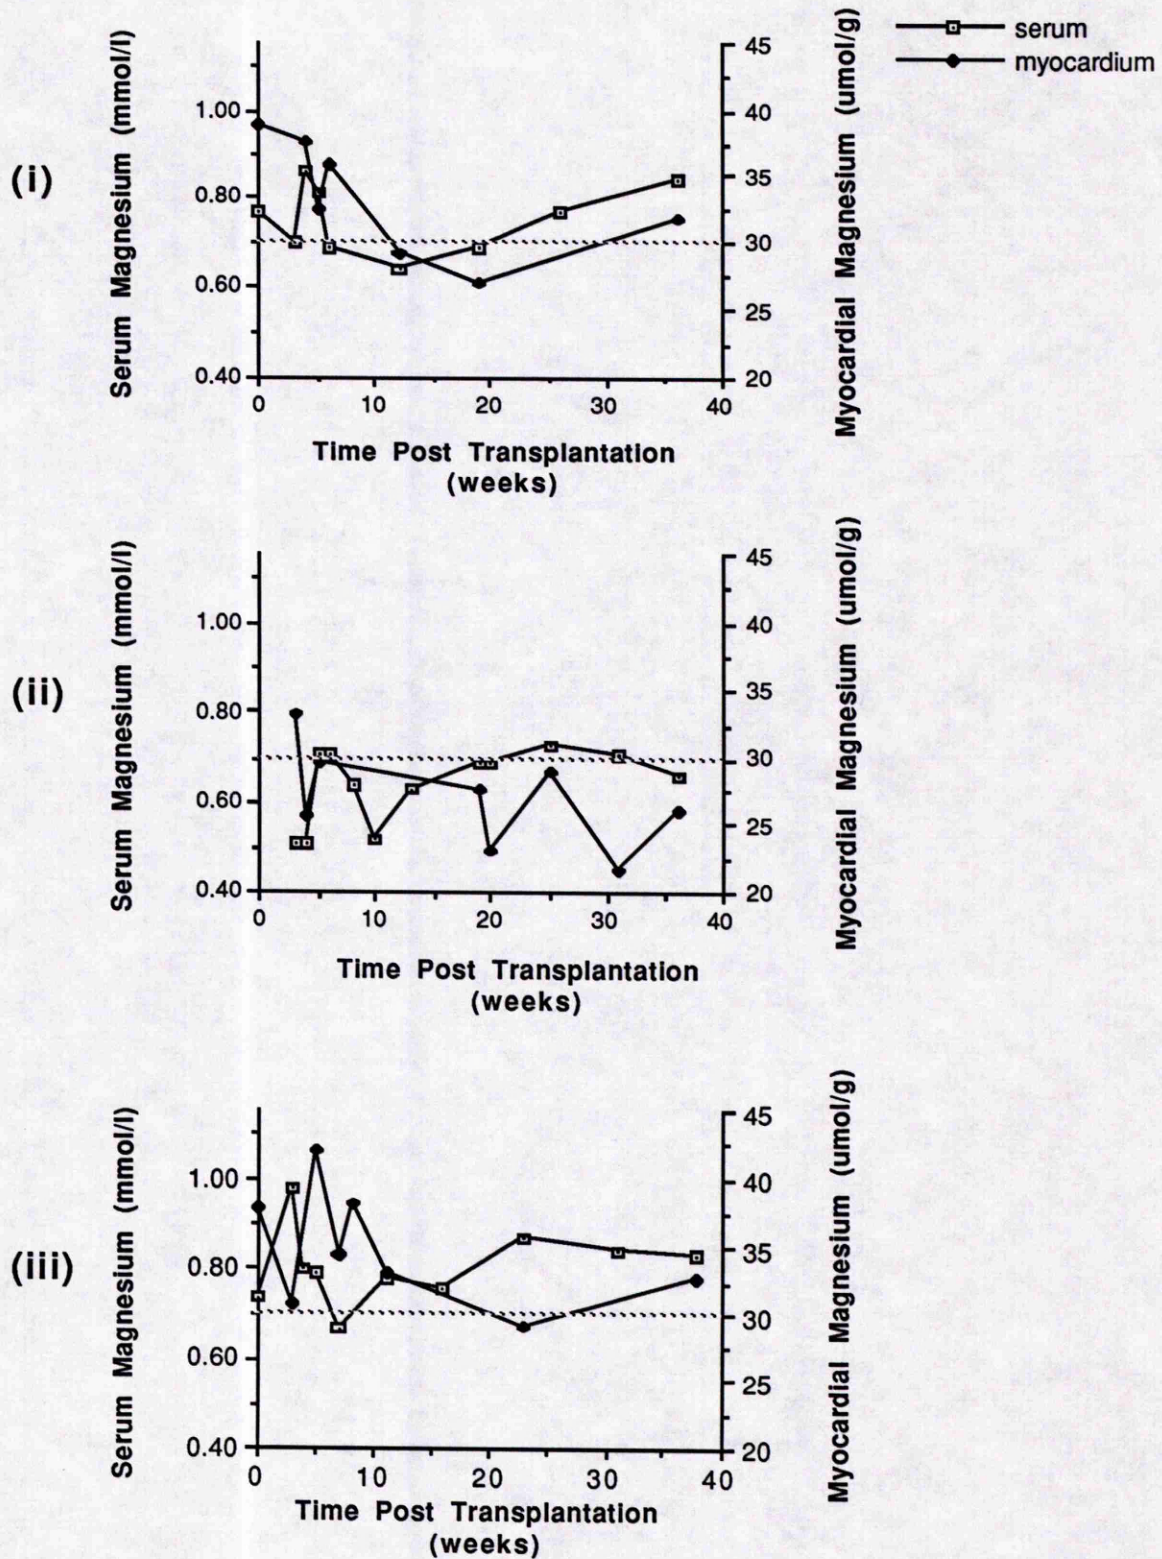 serum
myocardium
(i)
Serum Magnesium (mmol/l)
1.00
0.80
0.60
0.40
45
40
35
30
25
20
Myocardial Magnesium (umol/g)
0 10 20 30 40
Time Post Transplantation
(weeks)
(ii)
Serum Magnesium (mmol/l)
1.00
0.80
0.60
0.40
45
40
35
30
25
20
Myocardial Magnesium (umol/g)
0 10 20 30 40
Time Post Transplantation
(weeks)
(iii)
Serum Magnesium (mmol/l)
1.00
0.80
0.60
0.40
45
40
35
30
25
20
Myocardial Magnesium (umol/g)
0 10 20 30 40
Time Post Transplantation
(weeks)